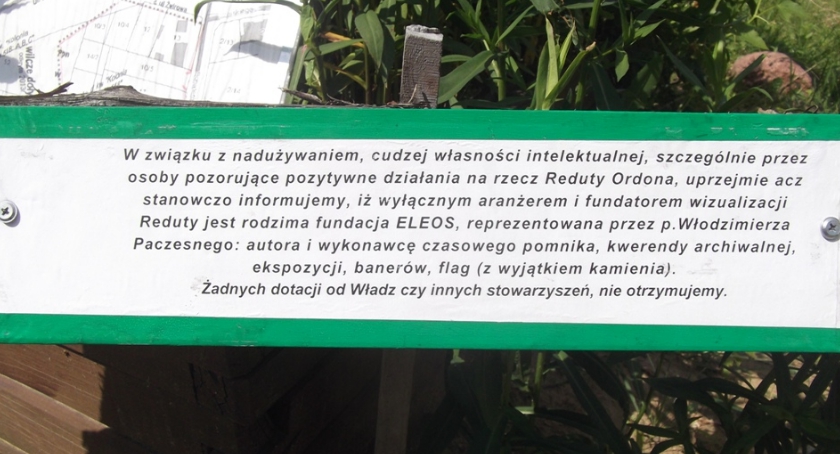 W związku z nadużywaniem, cudzej własności intelektualnej, szczególnie przez
osoby pozorujące pozytywne działania na rzecz Reduty Ordona, uprzejmie acz
stanowczo informujemy, iż wyłącznym aranżerem i fundatorem wizualizacji
Reduty jest rodzima fundacja ELEOS, reprezentowana przez p.Włodzimierza
Paczesnego: autora i wykonawcę czasowego pomnika, kwerendy archiwalnej,
ekspozycji, banerów, flag (z wyjątkiem kamienia).
Żadnych dotacji od Władz czy innych stowarzyszeń, nie otrzymujemy.